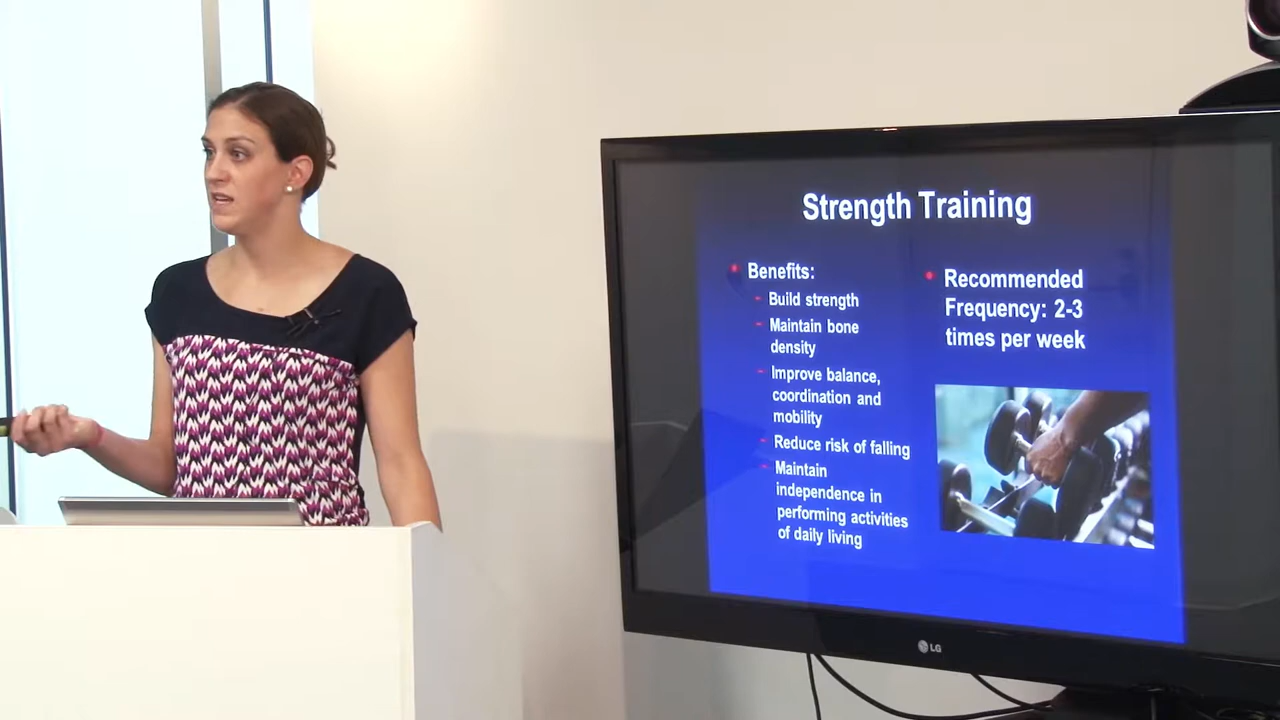 Strength Training
• Benefits:
- Build strength
- Maintain bone
density
- Improve balance,
coordination and
mobility
- Reduce risk of falling
- Maintain
independence in
performing activities
of daily living
• Recommended
Frequency: 2-3
times per week
LG